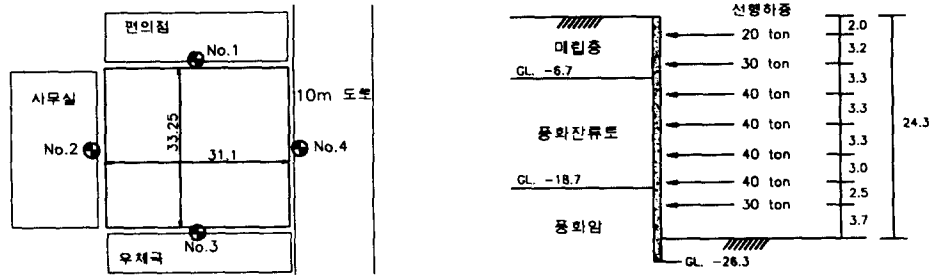 편의점
No.1
사무실
10m 도로
33.25
No.2
31.1
No.4
No.3
우체국
선행하중
20 ton
2.0
매립층
3.2
30 ton
GL. -6.7
3.3
40 ton
3.3
40 ton
24.3
풍화잔류토
3.3
40 ton
3.0
GL. -18.7
40 ton
2.5
30 ton
풍화암
3.7
GL. -26.3